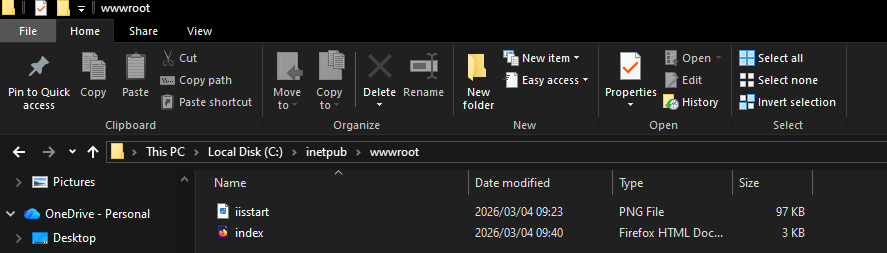 wwwroot
File Home Share View
Pin to Quick access
Copy
Paste
Cut
Copy path
Paste shortcut
Clipboard
Move to
Copy to
Delete
Rename
Organize
New folder
New item
Easy access
New
Properties
Open
Edit
History
Open
Select all
Select none
Invert selection
Select
This PC Local Disk (C:) inetpub wwwroot
Pictures
OneDrive - Personal
Desktop
Name Date modified Type Size
iisstart 2026/03/04 09:23 PNG File 97 KB
index 2026/03/04 09:40 Firefox HTML Doc... 3 KB